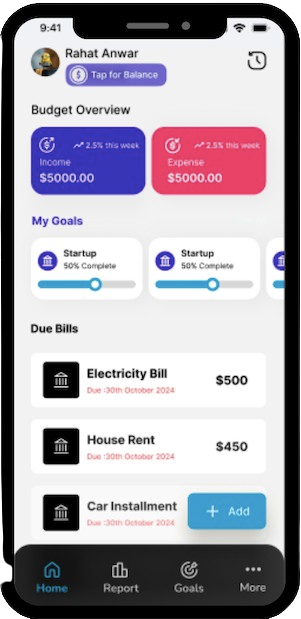 9:41
Rahat Anwar
Tap for Balance
Budget Overview
2.5% this week
Income
$5000.00
2.5% this week
Expense
$5000.00
My Goals
Startup
50% Complete
Startup
50% Complete
Due Bills
Electricity Bill
Due :30th October 2024
$500
House Rent
Due :30th October 2024
$450
Car Installment
Due :30th October 2024
Add
Home
Report
Goals
More